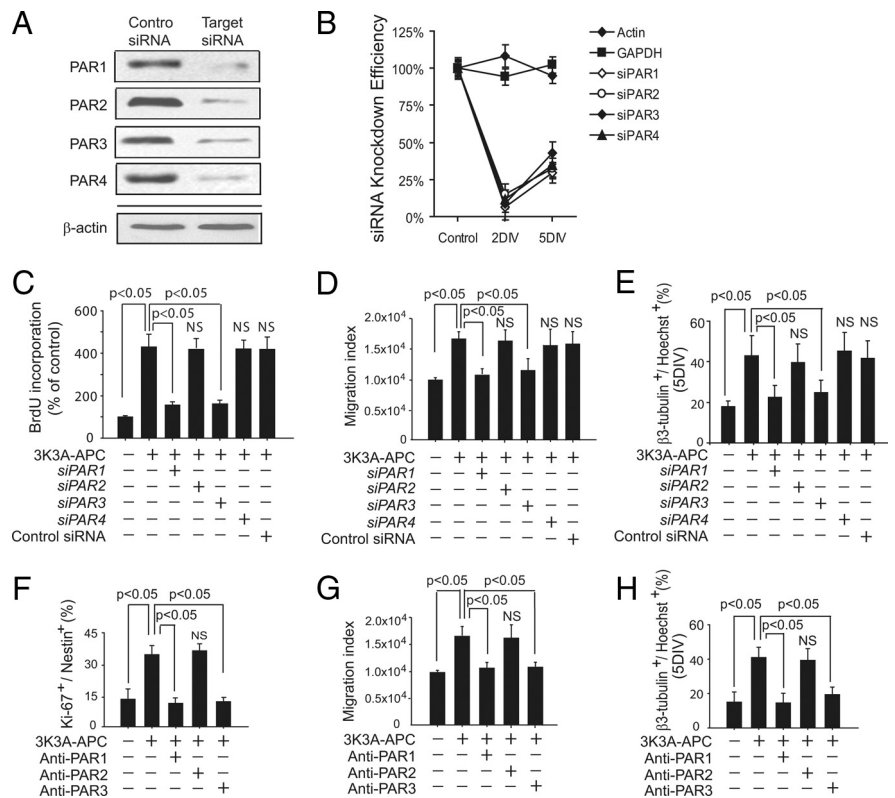 A
Contro
siRNA
Target
siRNA
PAR1
PAR2
PAR3
PAR4
β-actin
B
siRNA Knockdown Efficiency
125%
100%
75%
50%
25%
0%
Control 2DIV 5DIV
Actin
GAPDH
siPAR1
siPAR2
siPAR3
siPAR4
C
BrdU incorporation
(% of control)
600
400
200
0
p<0.05 p<0.05
p<0.05
NS NS NS
3K3A-APC − + + + + + +
siPAR1 − − + − − − −
siPAR2 − − − + − − −
siPAR3 − − − − + − −
siPAR4 − − − − − + −
Control siRNA − − − − − − +
D
Migration index
2.0x10⁴
1.5x10⁴
1.0x10⁴
0.5x10⁴
0
p<0.05 p<0.05
p<0.05
NS NS NS
3K3A-APC − + + + + + +
siPAR1 − − + − − − −
siPAR2 − − − + − − −
siPAR3 − − − − + − −
siPAR4 − − − − − + −
Control siRNA − − − − − − +
E
β3-tubulin⁺/ Hoechst⁺(%)
(5DIV)
80
60
40
20
0
p<0.05 p<0.05
p<0.05
NS NS NS
3K3A-APC − + + + + + +
siPAR1 − − + − − − −
siPAR2 − − − + − − −
siPAR3 − − − − + − −
siPAR4 − − − − − + −
Control siRNA − − − − − − +
F
Ki-67⁺ / Nestin⁺ (%)
45
30
15
0
p<0.05 p<0.05
p<0.05
NS
3K3A-APC − + + + +
Anti-PAR1 − − + − −
Anti-PAR2 − − − + −
Anti-PAR3 − − − − +
G
Migration index
2.0x10⁴
1.5x10⁴
1.0x10⁴
0.5x10⁴
0
p<0.05 p<0.05
p<0.05
NS
3K3A-APC − + + + +
Anti-PAR1 − − + − −
Anti-PAR2 − − − + −
Anti-PAR3 − − − − +
H
β3-tubulin⁺/ Hoechst⁺(%)
(5DIV)
60
40
20
0
p<0.05 p<0.05
p<0.05
NS
3K3A-APC − + + + +
Anti-PAR1 − − + − −
Anti-PAR2 − − − + −
Anti-PAR3 − − − − +